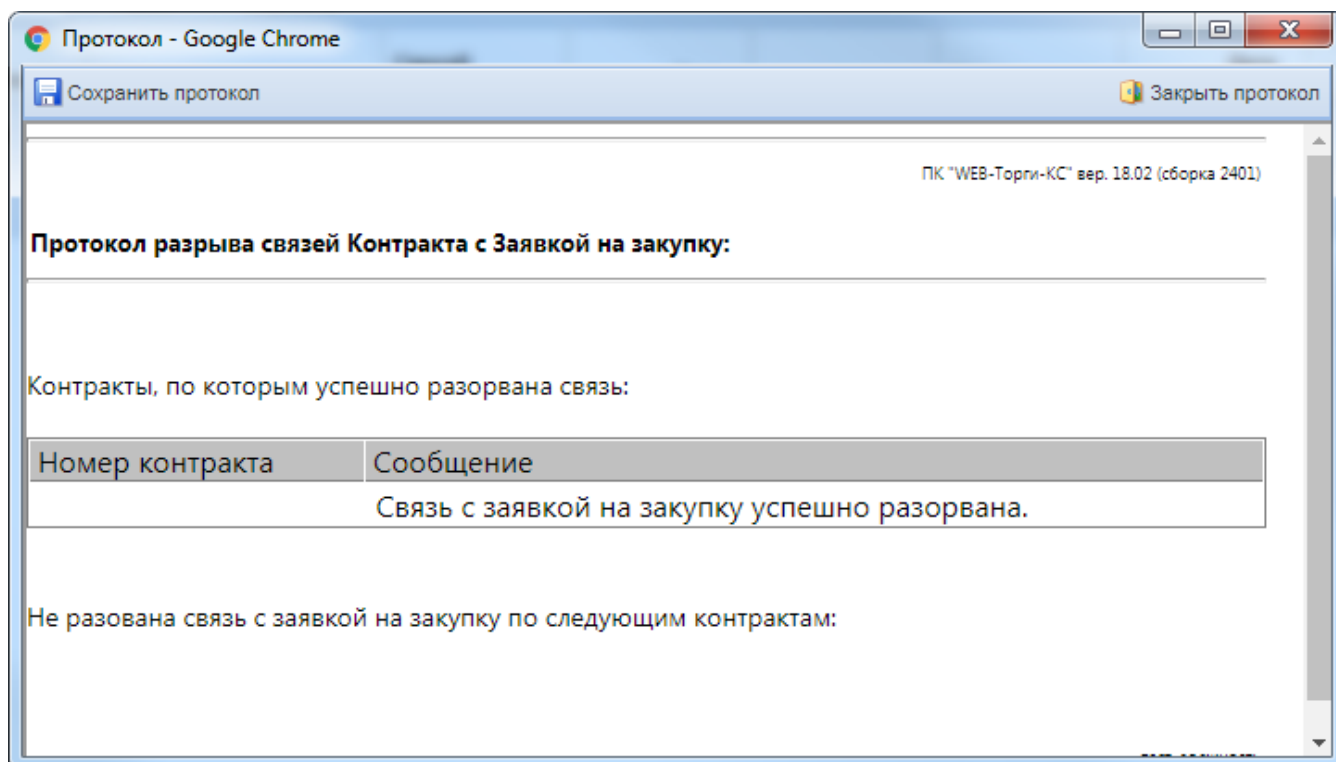 Протокол - Google Chrome
Сохранить протокол
Закрыть протокол
ПК "WEB-Торги-КС" вер. 18.02 (сборка 2401)
Протокол разрыва связей Контракта с Заявкой на закупку:
Контракты, по которым успешно разорвана связь:
Номер контракта Сообщение
Связь с заявкой на закупку успешно разорвана.
Не разована связь с заявкой на закупку по следующим контрактам: